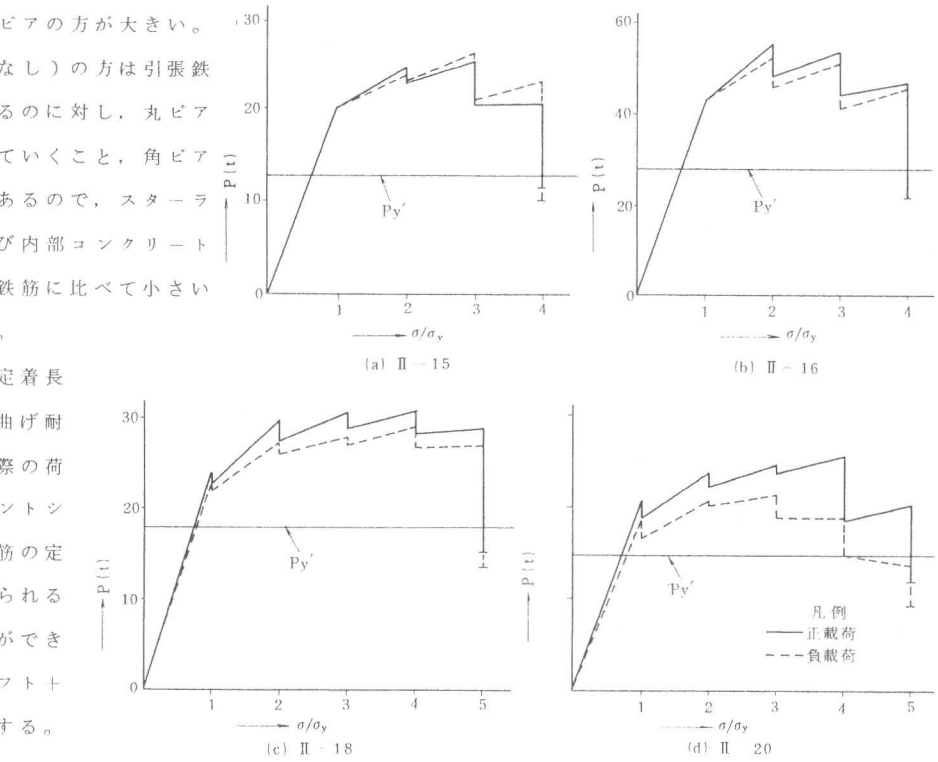 ピアの方が大きい。
なし)の方は引張鉄
るのに対し,丸ピア
ていくこと,角ピア
あるので,スターラ
び内部コンクリート
鉄筋に比べて小さい
。
定着長
曲げ耐
際の荷
ントシ
筋の定
られる
ができ
フト+
する。
30
20
10
0
P(t)
Py′
1 2 3 4
σ/σy
(a) Ⅱ-15
60
40
20
0
P(t)
Py′
1 2 3 4
σ/σy
(b) Ⅱ-16
30
20
10
0
P(t)
Py′
1 2 3 4 5
σ/σy
(c) Ⅱ-18
P(t)
Py′
凡例
正載荷
負載荷
1 2 3 4 5
σ/σy
(d) Ⅱ-20